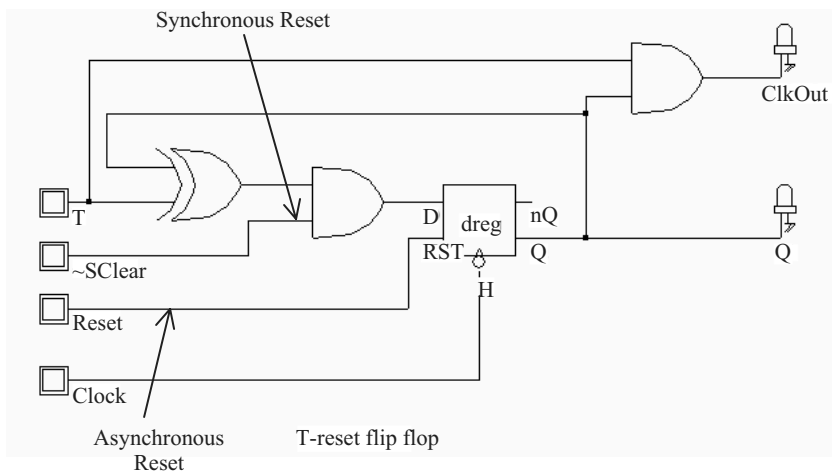 Synchronous Reset
ClkOut
T
D
dreg
nQ
~SClear
RST
Q
Q
H
Reset
Clock
Asynchronous
Reset
T-reset flip flop